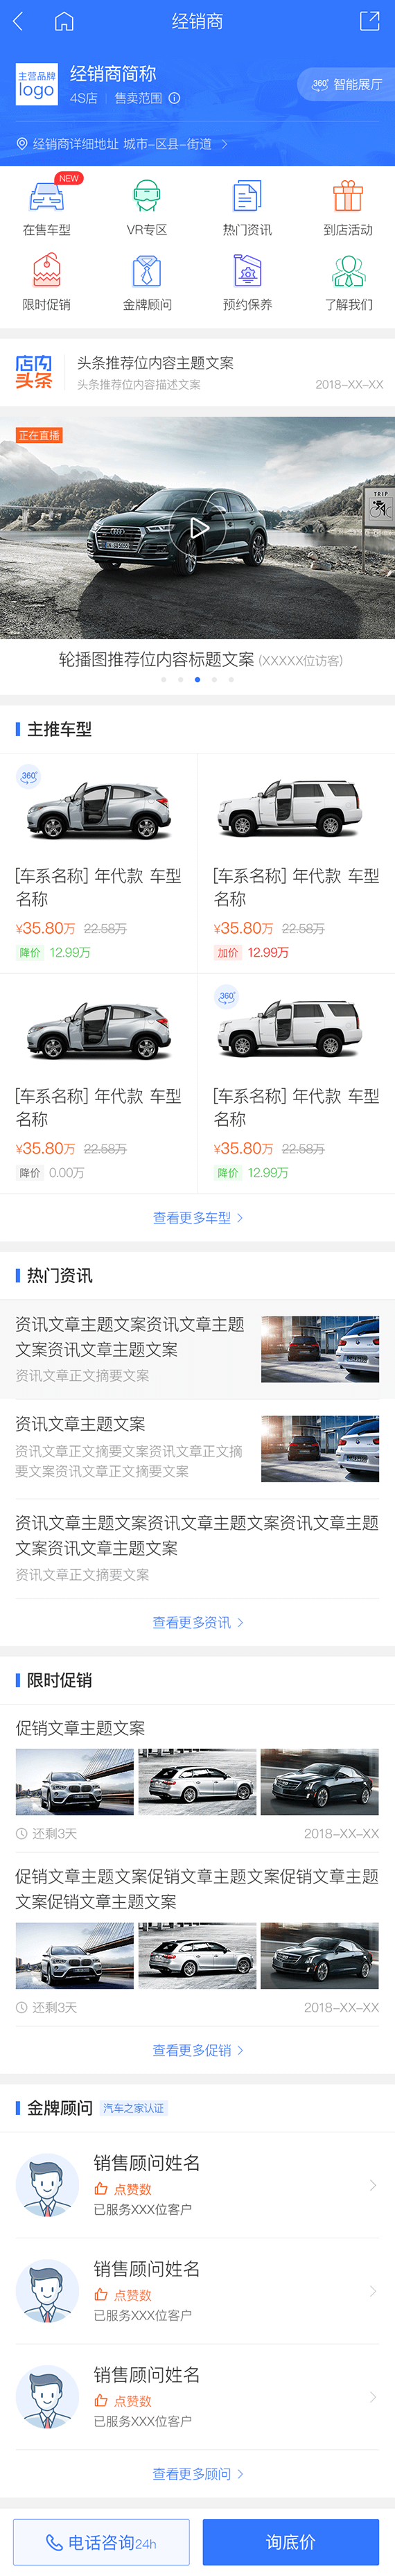 经销商
主营品牌
logo
经销商简称
4S店 售卖范围
360° 智能展厅
经销商详细地址 城市-区县-街道
NEW
在售车型 VR专区 热门资讯 到店活动
限时促销 金牌顾问 预约保养 了解我们
店内
头条
头条推荐位内容主题文案
头条推荐位内容描述文案 2018-XX-XX
正在直播
TRIP
轮播图推荐位内容标题文案 (XXXXX位访客)
主推车型
360°
[车系名称] 年代款 车型
名称
¥35.80万 22.58万
降价 12.99万
[车系名称] 年代款 车型
名称
¥35.80万 22.58万
加价 12.99万
[车系名称] 年代款 车型
名称
¥35.80万 22.58万
降价 0.00万
360°
[车系名称] 年代款 车型
名称
¥35.80万 22.58万
降价 12.99万
查看更多车型
热门资讯
资讯文章主题文案资讯文章主题
文案资讯文章主题文案
资讯文章正文摘要文案
资讯文章主题文案
资讯文章正文摘要文案资讯文章正文摘
要文案资讯文章正文摘要文案
资讯文章主题文案资讯文章主题文案资讯文章主题
文案资讯文章主题文案
资讯文章正文摘要文案
查看更多资讯
限时促销
促销文章主题文案
还剩3天 2018-XX-XX
促销文章主题文案促销文章主题文案促销文章主题
文案促销文章主题文案
还剩3天 2018-XX-XX
查看更多促销
金牌顾问 汽车之家认证
销售顾问姓名
点赞数
已服务XXX位客户
销售顾问姓名
点赞数
已服务XXX位客户
销售顾问姓名
点赞数
已服务XXX位客户
查看更多顾问
电话咨询24h 询底价